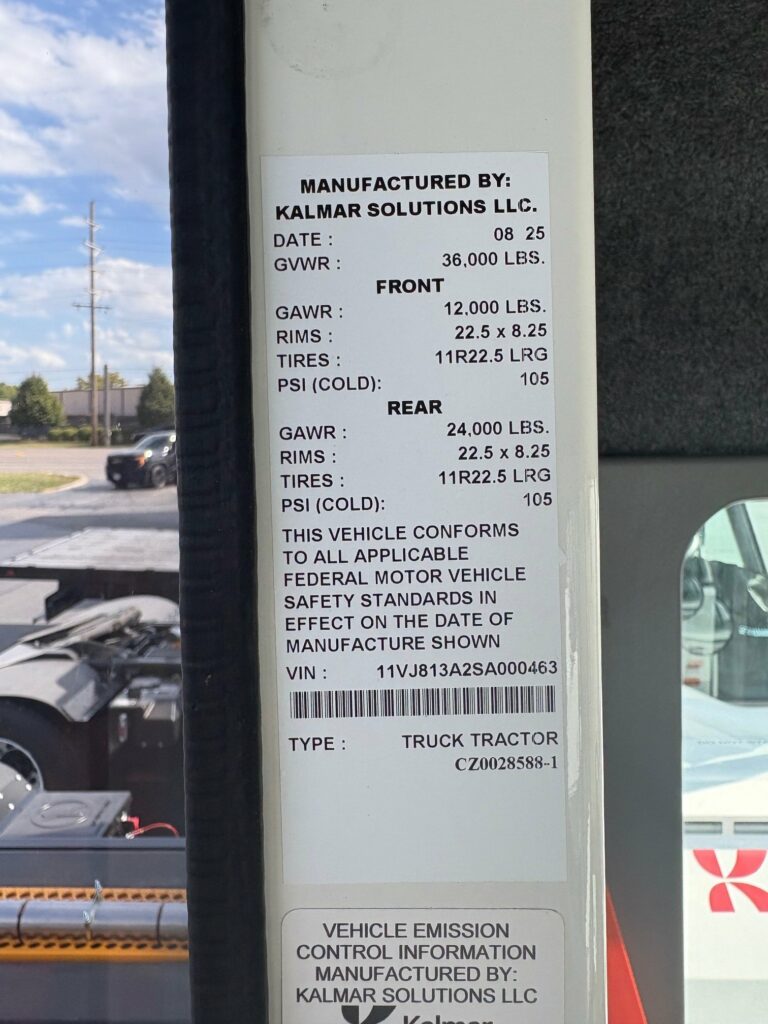 MANUFACTURED BY:
KALMAR SOLUTIONS LLC.
DATE : 08 25
GVWR : 36,000 LBS.
FRONT
GAWR : 12,000 LBS.
RIMS : 22.5 x 8.25
TIRES : 11R22.5 LRG
PSI (COLD): 105
REAR
GAWR : 24,000 LBS.
RIMS : 22.5 x 8.25
TIRES : 11R22.5 LRG
PSI (COLD): 105
THIS VEHICLE CONFORMS
TO ALL APPLICABLE
FEDERAL MOTOR VEHICLE
SAFETY STANDARDS IN
EFFECT ON THE DATE OF
MANUFACTURE SHOWN
VIN : 11VJ813A2SA000463
TYPE : TRUCK TRACTOR
CZ0028588-1
VEHICLE EMISSION
CONTROL INFORMATION
MANUFACTURED BY:
KALMAR SOLUTIONS LLC
Kalmar